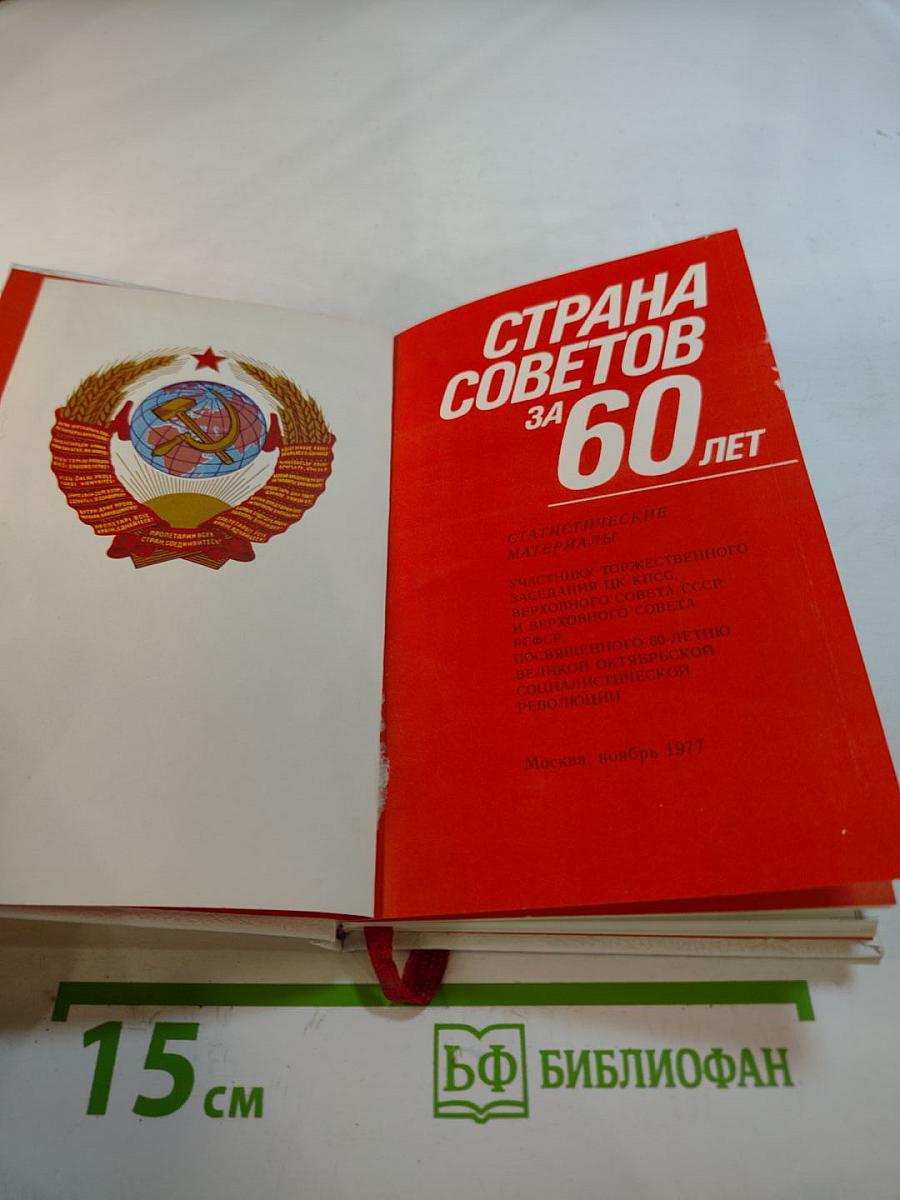 ПРОЛЕТАРИИ ВСЕХ
СТРАН, СОЕДИНЯЙТЕСЬ!
СТРАНА
СОВЕТОВ
ЗА 60 ЛЕТ
СТАТИСТИЧЕСКИЕ
МАТЕРИАЛЫ
УЧАСТНИКУ ТОРЖЕСТВЕННОГО
ЗАСЕДАНИЯ ЦК КПСС,
ВЕРХОВНОГО СОВЕТА СССР
И ВЕРХОВНОГО СОВЕТА
РСФСР,
ПОСВЯЩЕННОГО 60-ЛЕТИЮ
ВЕЛИКОЙ ОКТЯБРЬСКОЙ
СОЦИАЛИСТИЧЕСКОЙ
РЕВОЛЮЦИИ
Москва, ноябрь 1977
15 см
БФ БИБЛИОФАН